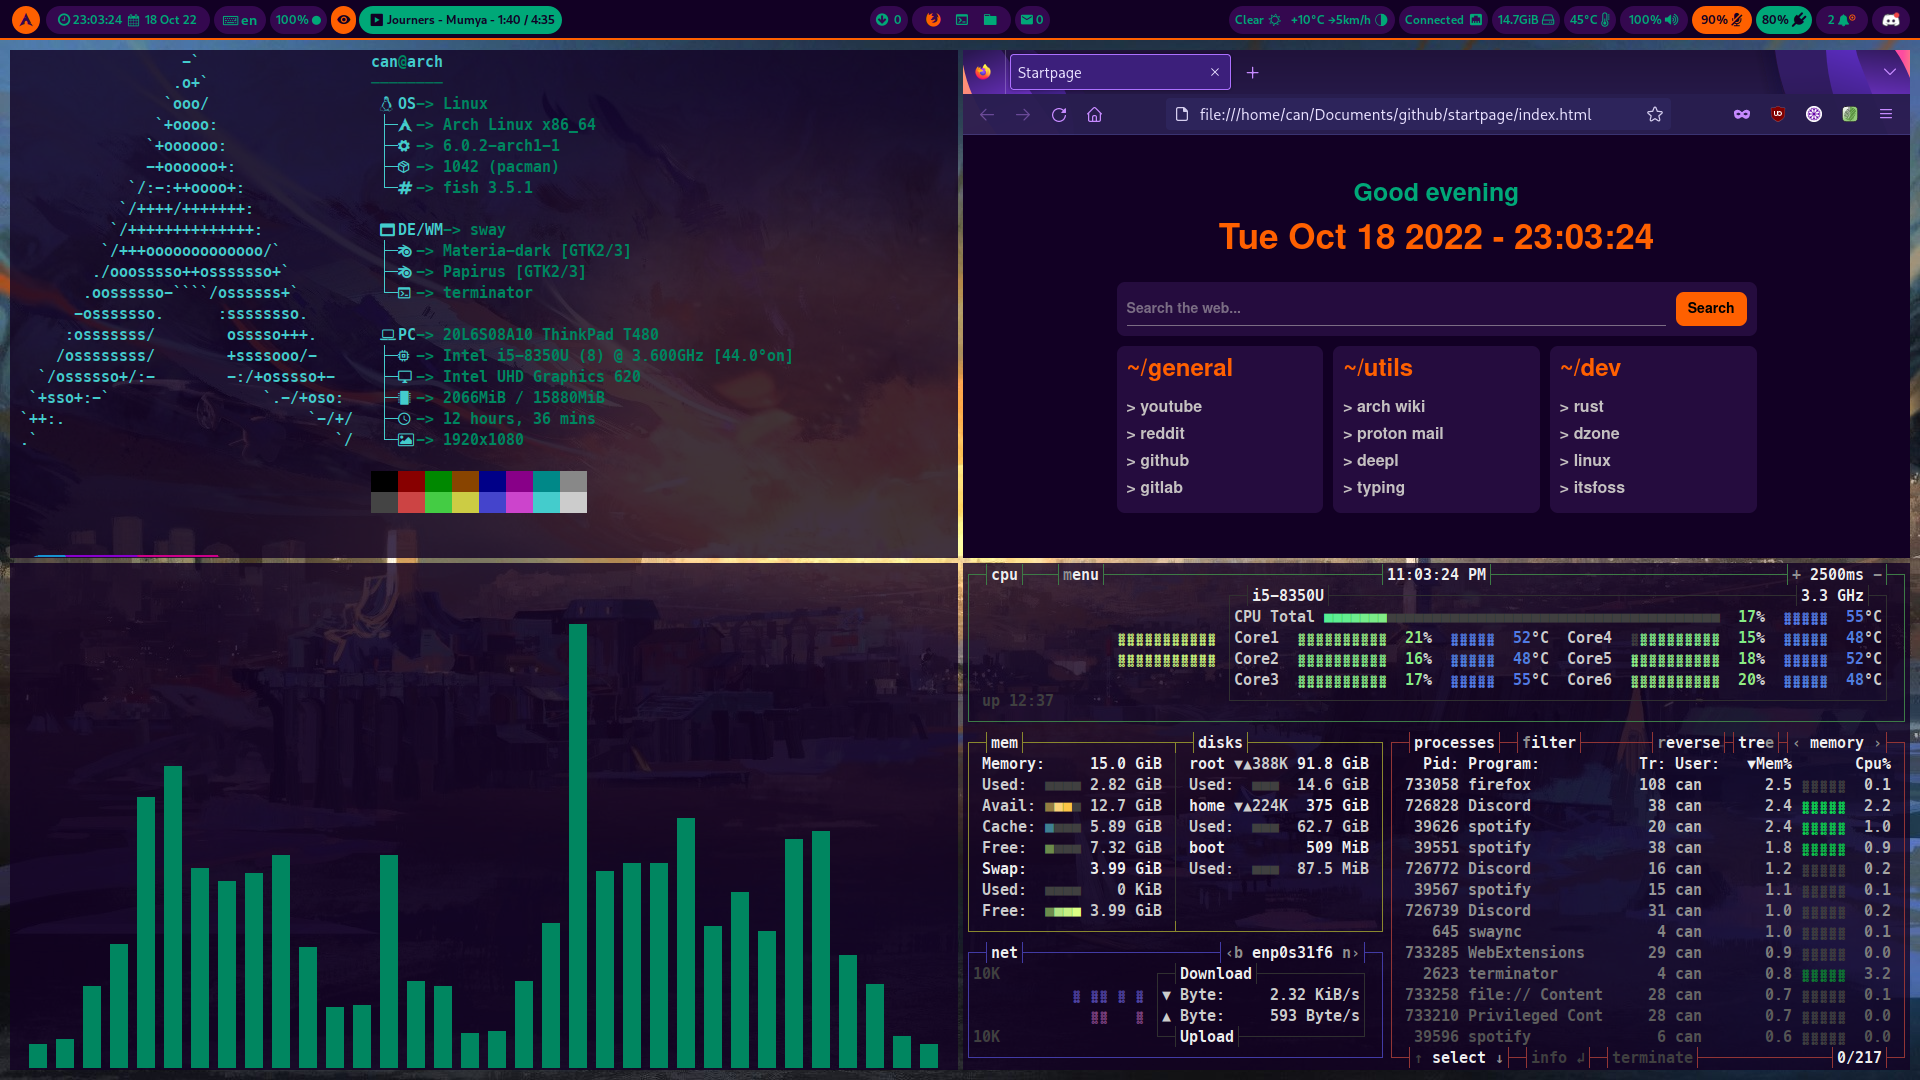 23:03:24 18 Oct 22 en 100% Journers - Mumya - 1:40 / 4:35 0 0 Clear +10°C →5km/h Connected 14.7GiB 45°C 100% 90% 80% 2
can@arch
OS-> Linux
-> Arch Linux x86_64
-> 6.0.2-arch1-1
-> 1042 (pacman)
-> fish 3.5.1
DE/WM-> sway
-> Materia-dark [GTK2/3]
-> Papirus [GTK2/3]
-> terminator
PC-> 20L6S08A10 ThinkPad T480
-> Intel i5-8350U (8) @ 3.600GHz [44.0°on]
-> Intel UHD Graphics 620
-> 2066MiB / 15880MiB
-> 12 hours, 36 mins
-> 1920x1080
Startpage
file:///home/can/Documents/github/startpage/index.html
Good evening
Tue Oct 18 2022 - 23:03:24
Search the web... Search
~/general
> youtube
> reddit
> github
> gitlab
~/utils
> arch wiki
> proton mail
> deepl
> typing
~/dev
> rust
> dzone
> linux
> itsfoss
cpu menu 11:03:24 PM + 2500ms -
i5-8350U 3.3 GHz
CPU Total 17% 55°C
Core1 21% 52°C Core4 15% 48°C
Core2 16% 48°C Core5 18% 52°C
Core3 17% 55°C Core6 20% 48°C
up 12:37
mem
Memory: 15.0 GiB
Used: 2.82 GiB
Avail: 12.7 GiB
Cache: 5.89 GiB
Free: 7.32 GiB
Swap: 3.99 GiB
Used: 0 KiB
Free: 3.99 GiB
disks
root ▼▲388K 91.8 GiB
Used: 14.6 GiB
home ▼▲224K 375 GiB
Used: 62.7 GiB
boot 509 MiB
Used: 87.5 MiB
net ‹b enp0s31f6 n›
10K
Download
▼ Byte: 2.32 KiB/s
▲ Byte: 593 Byte/s
Upload
10K
processes filter reverse tree ‹ memory ›
Pid: Program: Tr: User: ▼Mem% Cpu%
733058 firefox 108 can 2.5 0.1
726828 Discord 38 can 2.4 2.2
39626 spotify 20 can 2.4 1.0
39551 spotify 38 can 1.8 0.9
726772 Discord 16 can 1.2 0.2
39567 spotify 15 can 1.1 0.1
726739 Discord 31 can 1.0 0.2
645 swaync 4 can 1.0 0.1
733285 WebExtensions 29 can 0.9 0.0
2623 terminator 4 can 0.8 3.2
733258 file:// Content 28 can 0.7 0.1
733210 Privileged Cont 28 can 0.7 0.0
39596 spotify 6 can 0.6 0.0
↑ select ↓ info ↲ terminate 0/217